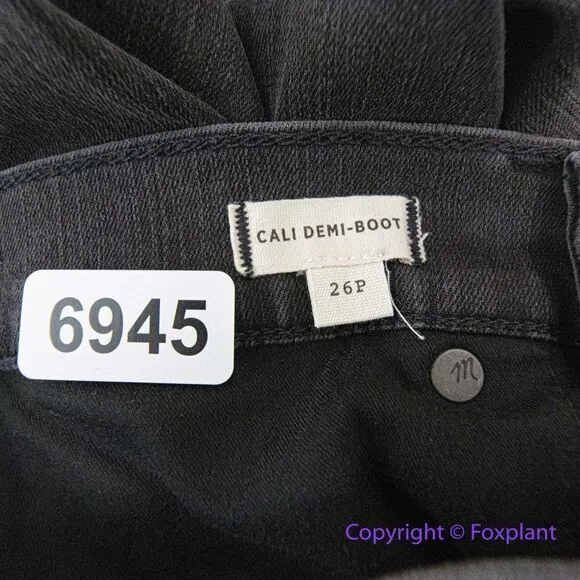 CALI DEMI-BOOT
26P
6945
m
Copyright © Foxplant